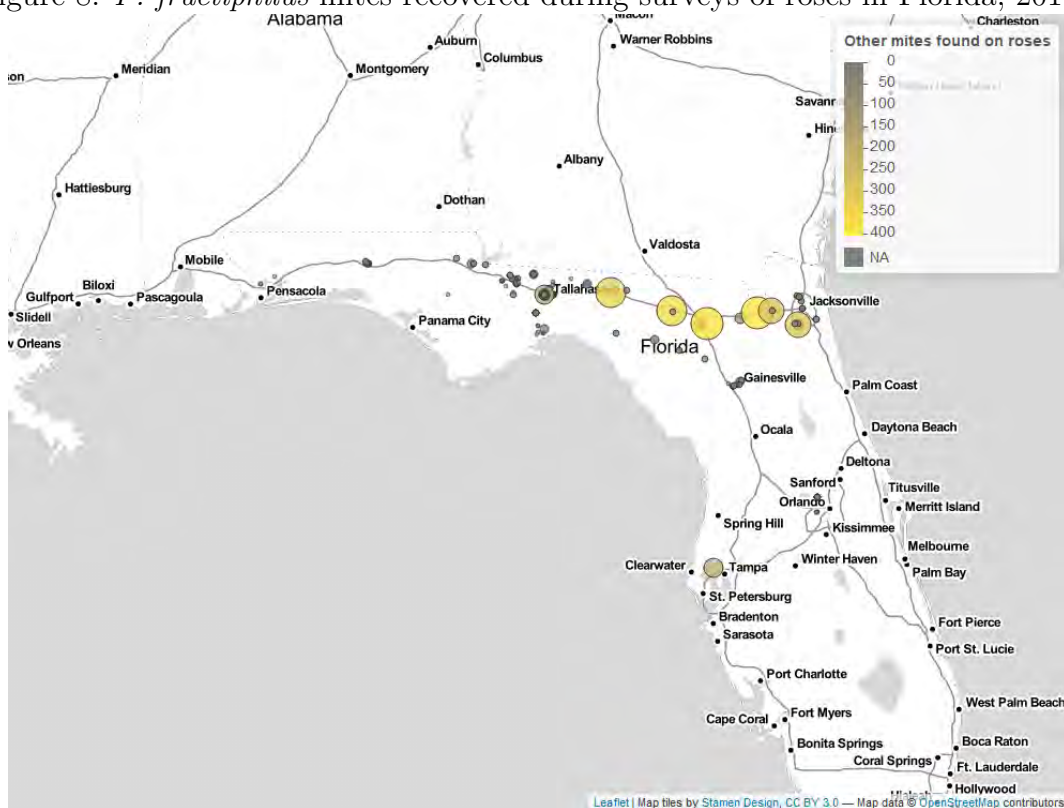 P. fructiphilus mites recovered during surveys of roses in Florida, 201
Alabama
Macon
Charleston
Auburn
Warner Robbins
Other mites found on roses
Columbus
Meridian
Montgomery
0
50
100
150
200
250
300
350
400
NA
Savann
Hin
Albany
Hattiesburg
Dothan
Valdosta
Mobile
Biloxi
Gulfport
Pascagoula
Pensacola
Tallahas
Jacksonville
Slidell
Panama City
w Orleans
Florida
Gainesville
Palm Coast
Ocala
Daytona Beach
Deltona
Sanford
Titusville
Orlando
Merritt Island
Spring Hill
Kissimmee
Melbourne
Clearwater
Tampa
Winter Haven
Palm Bay
St. Petersburg
Bradenton
Fort Pierce
Sarasota
Port St. Lucie
Port Charlotte
West Palm Beach
Cape Coral
Fort Myers
Bonita Springs
Boca Raton
Coral Springs
Ft. Lauderdale
Hollywood
Leaflet | Map tiles by Stamen Design, CC BY 3.0 — Map data © OpenStreetMap contributors